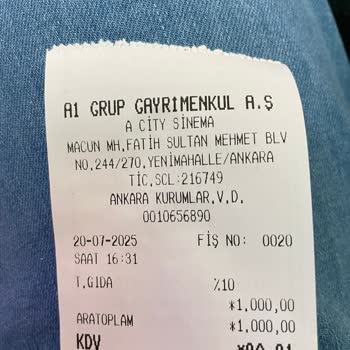 A1 GRUP GAYRİMENKUL A.Ş
A CITY SİNEMA
MACUN MH.FATİH SULTAN MEHMET BLV
NO.244/270.YENİMAHALLE/ANKARA
TİC.SCL:216749
ANKARA KURUMLAR.V.D.
0010656890
20-07-2025 FİŞ NO: 0020
SAAT 16:31
T.GIDA %10
*1.000,00
ARATOPLAM *1.000,00
KDV